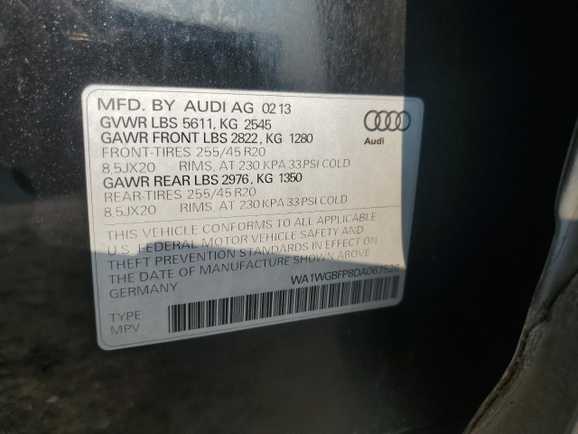 MFD. BY AUDI AG 02 13
GVWR LBS 5611, KG 2545
GAWR FRONT LBS 2822, KG 1280
FRONT-TIRES 255/45 R20
8,5JX20 RIMS, AT 230 KPA 33 PSI COLD
GAWR REAR LBS 2976, KG 1350
REAR-TIRES 255/45 R20
8,5JX20 RIMS, AT 230 KPA 33 PSI COLD
THIS VEHICLE CONFORMS TO ALL APPLICABLE
U.S. FEDERAL MOTOR VEHICLE SAFETY AND
THEFT PREVENTION STANDARDS IN EFFECT ON
THE DATE OF MANUFACTURE SHOWN ABOVE
GERMANY
TYPE
MPV
Audi